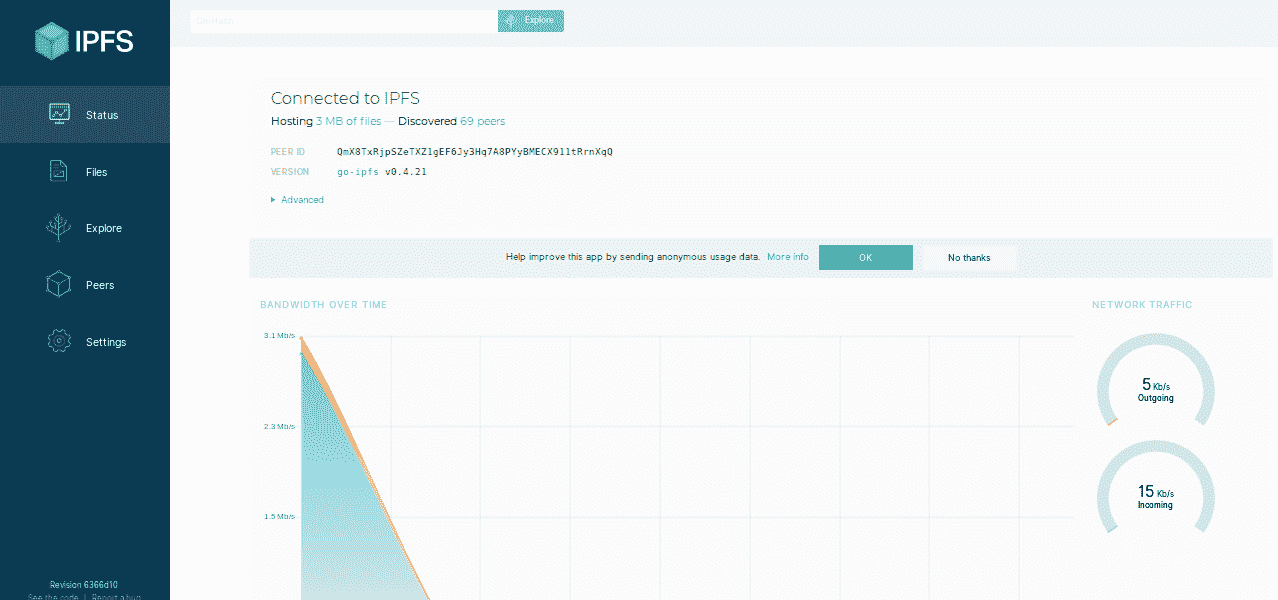 IPFS
QmHash
Explore
Status
Files
Explore
Peers
Settings
Revision 6366d10
See the code | Report a bug
Connected to IPFS
Hosting 3 MB of files — Discovered 69 peers
PEER ID QmX8TxRjpSZeTXZ1gEF6Jy3Hq7A8PYyBMECX911tRrnXqQ
VERSION go-ipfs v0.4.21
Advanced
Help improve this app by sending anonymous usage data. More info OK No thanks
BANDWIDTH OVER TIME
3.1 Mb/s
2.3 Mb/s
1.5 Mb/s
NETWORK TRAFFIC
5 Kb/s
Outgoing
15 Kb/s
Incoming